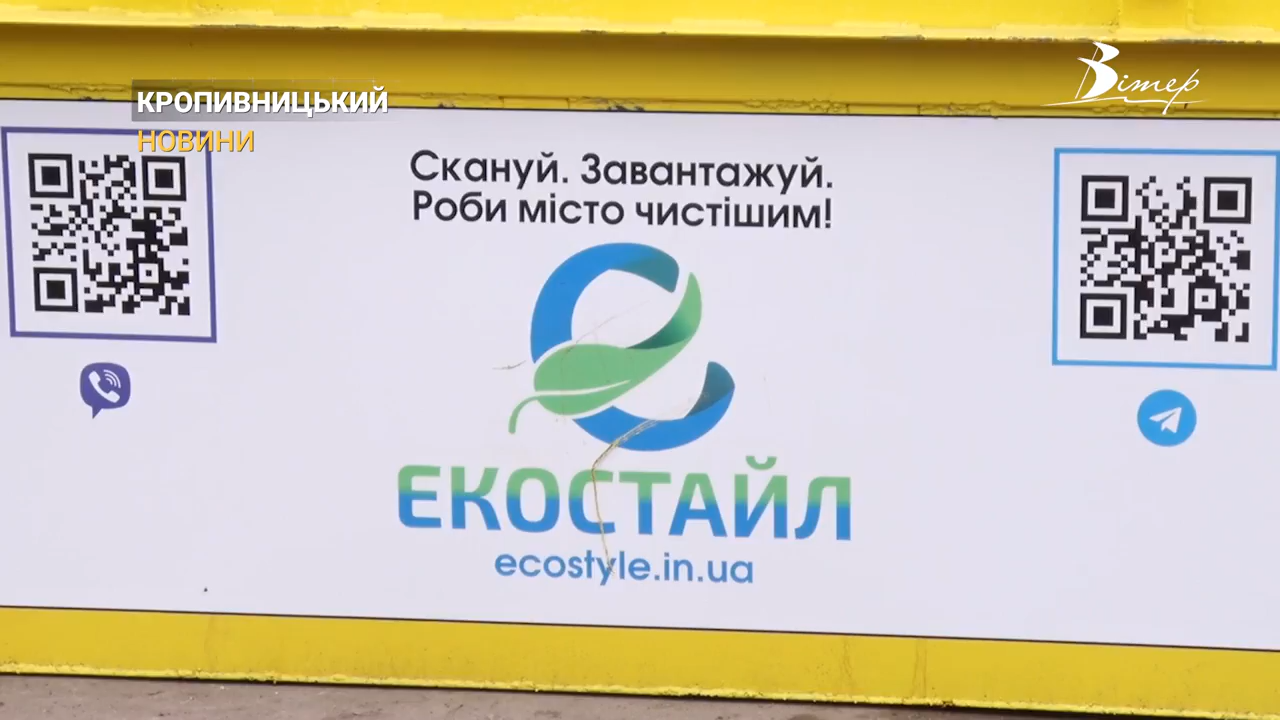 КРОПИВНИЦЬКИЙ
НОВИНИ
Вітер
Скануй. Завантажуй.
Роби місто чистішим!
ЕКОСТАЙЛ
ecostyle.in.ua